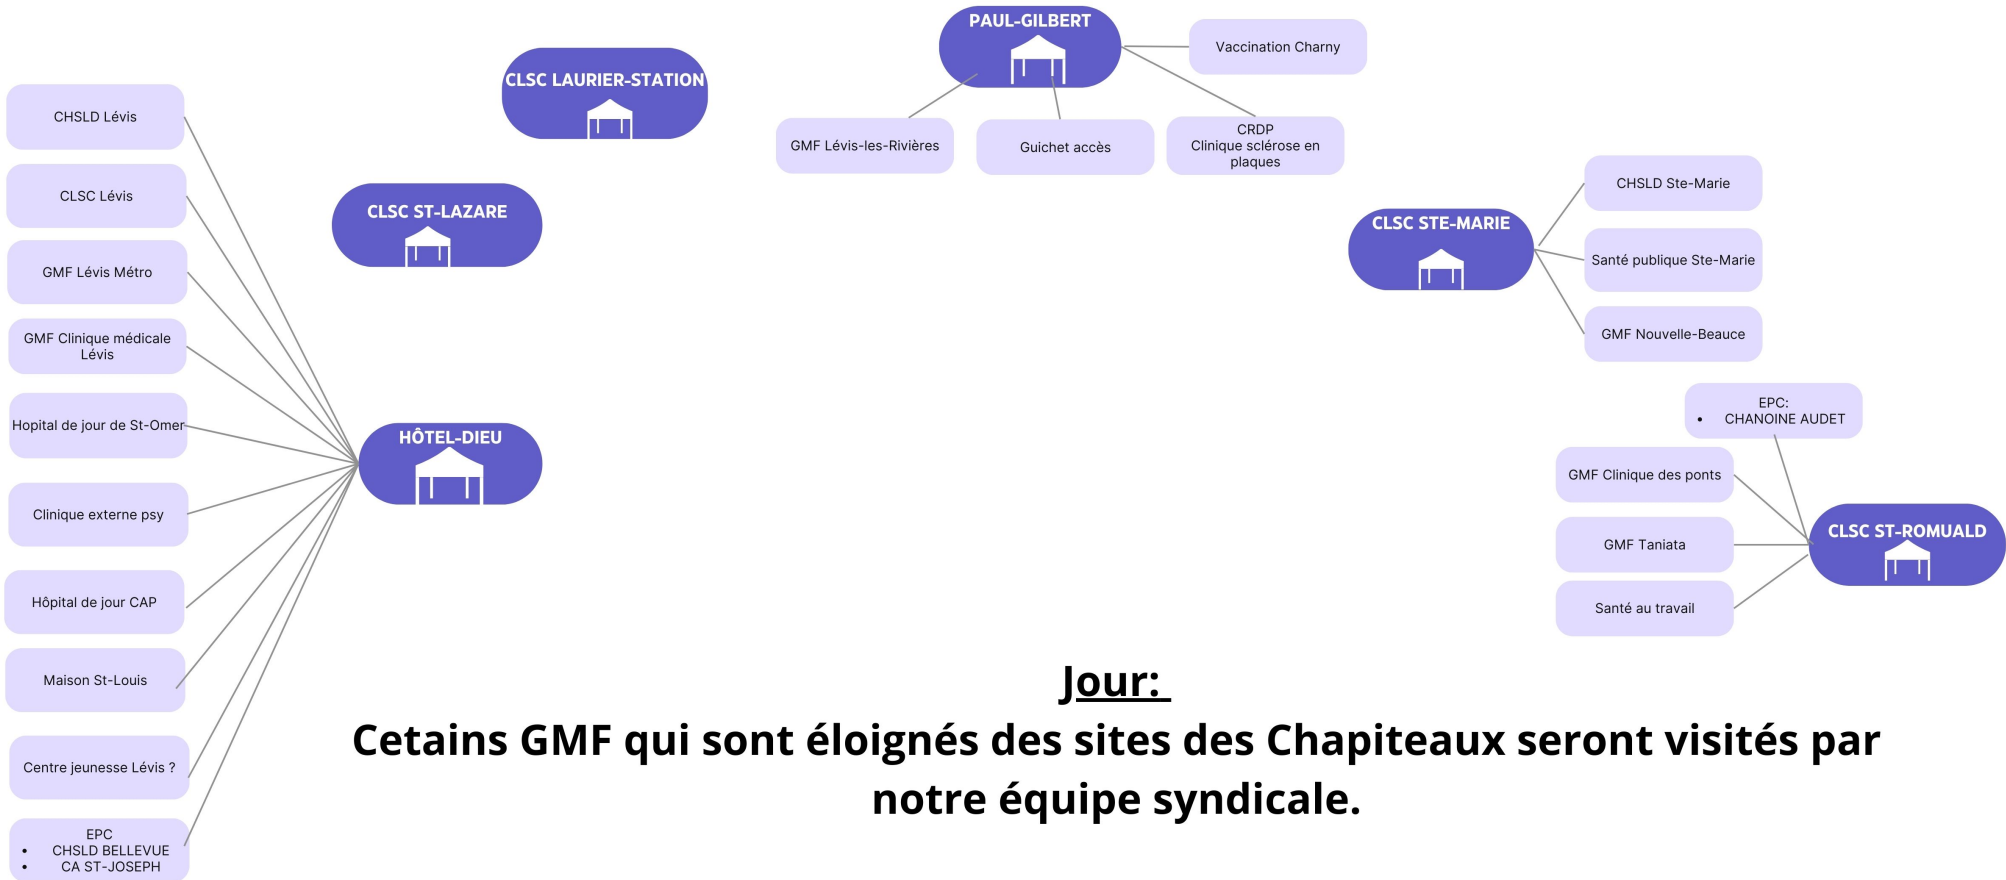 PAUL-GILBERT
Vaccination Charny
GMF Lévis-les-Rivières
Guichet accès
CRDP
Clinique sclérose en
plaques
CLSC LAURIER-STATION
CLSC ST-LAZARE
CHSLD Lévis
CLSC Lévis
GMF Lévis Métro
GMF Clinique médicale
Lévis
Hopital de jour de St-Omer
Clinique externe psy
Hôpital de jour CAP
Maison St-Louis
Centre jeunesse Lévis ?
EPC
• CHSLD BELLEVUE
• CA ST-JOSEPH
HÔTEL-DIEU
CLSC STE-MARIE
CHSLD Ste-Marie
Santé publique Ste-Marie
GMF Nouvelle-Beauce
EPC:
• CHANOINE AUDET
GMF Clinique des ponts
GMF Taniata
Santé au travail
CLSC ST-ROMUALD
Jour:
Cetains GMF qui sont éloignés des sites des Chapiteaux seront visités par
notre équipe syndicale.